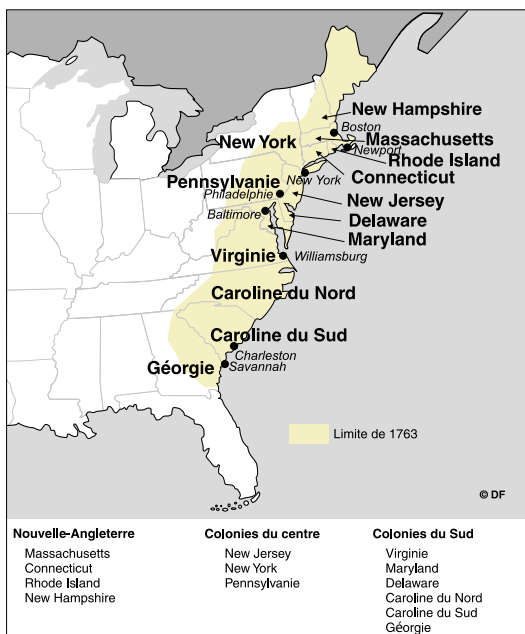 New Hampshire
Boston
New York
Massachusetts
Newport
Rhode Island
Connecticut
New York
Pennsylvanie
Philadelphie
New Jersey
Baltimore
Delaware
Maryland
Virginie
Williamsburg
Caroline du Nord
Caroline du Sud
Charleston
Géorgie
Savannah
Limite de 1763
© DF
Nouvelle-Angleterre
Massachusetts
Connecticut
Rhode Island
New Hampshire
Colonies du centre
New Jersey
New York
Pennsylvanie
Colonies du Sud
Virginie
Maryland
Delaware
Caroline du Nord
Caroline du Sud
Géorgie